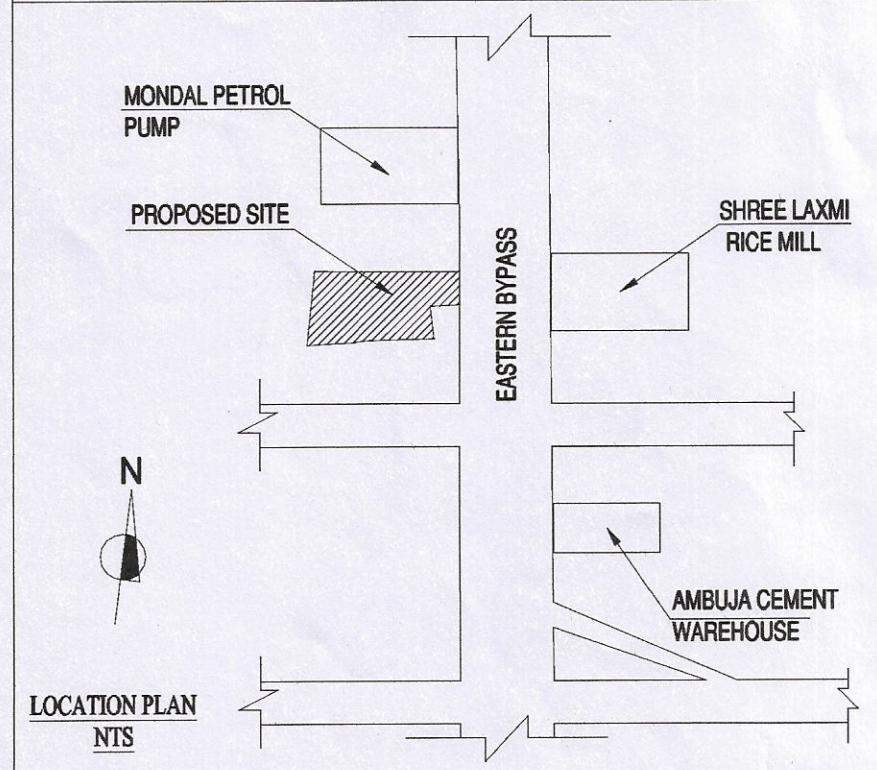 MONDAL PETROL
PUMP
PROPOSED SITE
SHREE LAXMI
RICE MILL
EASTERN BYPASS
N
AMBUJA CEMENT
WAREHOUSE
LOCATION PLAN
NTS